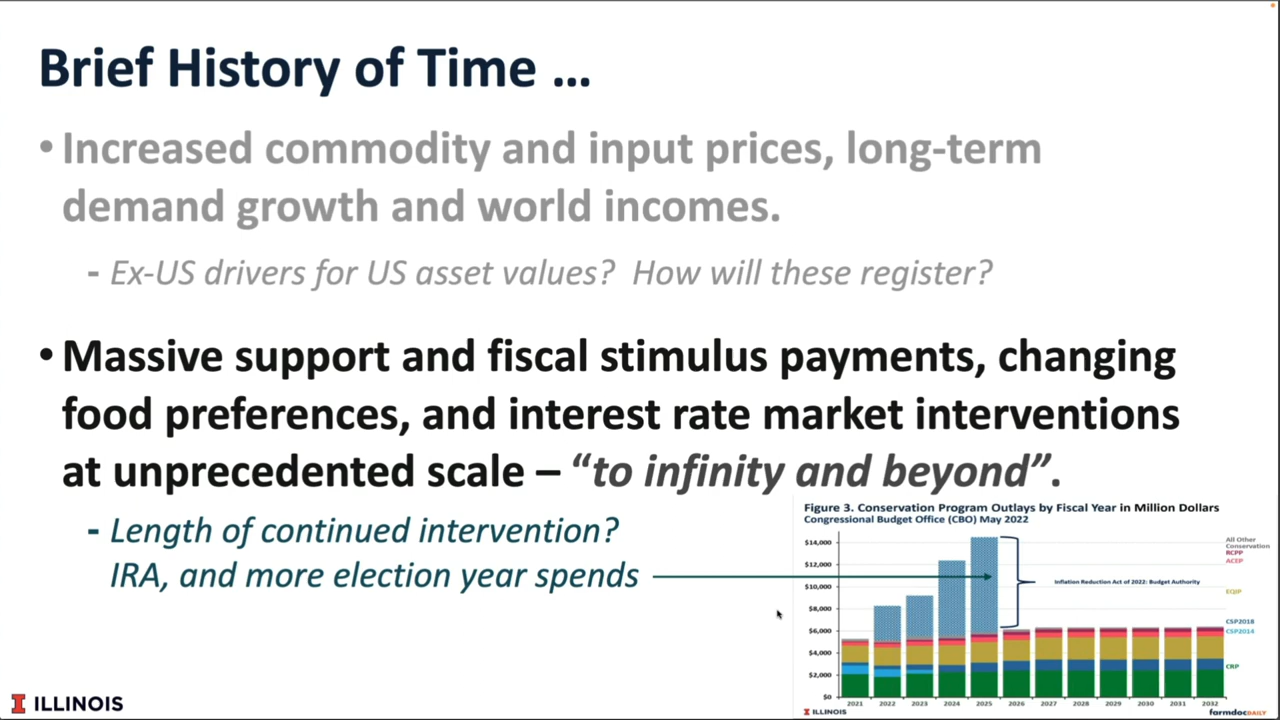 Brief History of Time ...
• Increased commodity and input prices, long-term
demand growth and world incomes.
- Ex-US drivers for US asset values? How will these register?
• Massive support and fiscal stimulus payments, changing
food preferences, and interest rate market interventions
at unprecedented scale – “to infinity and beyond”.
- Length of continued intervention?
IRA, and more election year spends
Figure 3. Conservation Program Outlays by Fiscal Year in Million Dollars
Congressional Budget Office (CBO) May 2022
$14,000
$12,000
$10,000
$8,000
$6,000
$4,000
$2,000
$0
2021 2022 2023 2024 2025 2026 2027 2028 2029 2030 2031 2032
Inflation Reduction Act of 2022: Budget Authority
All Other
Conservation
RCPP
ACEP
EQIP
CSP2018
CSP2014
CRP
I ILLINOIS
farmdocDAILY
I ILLINOIS